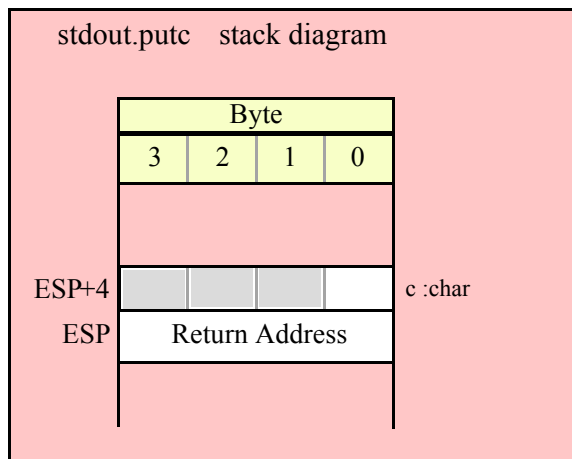 stdout.putc stack diagram
Byte
3 2 1 0
ESP+4 c :char
ESP Return Address